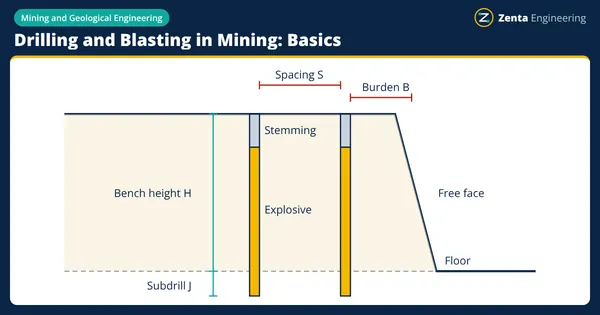 Mining and Geological Engineering
Zenta Engineering
Drilling and Blasting in Mining: Basics
Spacing S
Burden B
Stemming
Bench height H
Free face
Explosive
Floor
Subdrill J